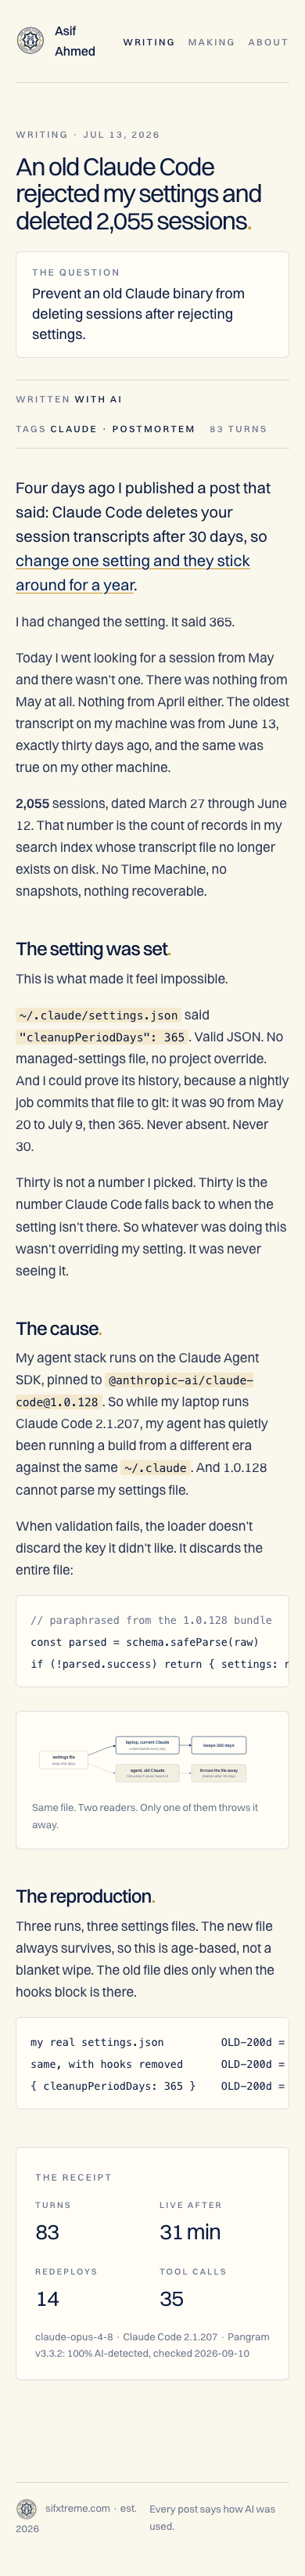 Asif
Ahmed
WRITING MAKING ABOUT
WRITING · JUL 13, 2026
An old Claude Code
rejected my settings and
deleted 2,055 sessions.
THE QUESTION
Prevent an old Claude binary from
deleting sessions after rejecting
settings.
WRITTEN WITH AI
TAGS CLAUDE · POSTMORTEM 83 TURNS
Four days ago I published a post that
said: Claude Code deletes your
session transcripts after 30 days, so
change one setting and they stick
around for a year.
I had changed the setting. It said 365.
Today I went looking for a session from May
and there wasn't one. There was nothing from
May at all. Nothing from April either. The oldest
transcript on my machine was from June 13,
exactly thirty days ago, and the same was
true on my other machine.
2,055 sessions, dated March 27 through June
12. That number is the count of records in my
search index whose transcript file no longer
exists on disk. No Time Machine, no
snapshots, nothing recoverable.
The setting was set.
This is what made it feel impossible.
~/.claude/settings.json said
"cleanupPeriodDays": 365. Valid JSON. No
managed-settings file, no project override.
And I could prove its history, because a nightly
job commits that file to git: it was 90 from May
20 to July 9, then 365. Never absent. Never
30.
Thirty is not a number I picked. Thirty is the
number Claude Code falls back to when the
setting isn't there. So whatever was doing this
wasn't overriding my setting. It was never
seeing it.
The cause.
My agent stack runs on the Claude Agent
SDK, pinned to @anthropic-ai/claude-
code@1.0.128. So while my laptop runs
Claude Code 2.1.207, my agent has quietly
been running a build from a different era
against the same ~/.claude. And 1.0.128
cannot parse my settings file.
When validation fails, the loader doesn't
discard the key it didn't like. It discards the
entire file:
// paraphrased from the 1.0.128 bundle
const parsed = schema.safeParse(raw)
if (!parsed.success) return { settings:
settings file
laptop, current Claude
keeps 365 days
agent, old Claude
throws the file away
Same file. Two readers. Only one of them throws it
away.
The reproduction.
Three runs, three settings files. The new file
always survives, so this is age-based, not a
blanket wipe. The old file dies only when the
hooks block is there.
my real settings.json OLD-200d =
same, with hooks removed OLD-200d =
{ cleanupPeriodDays: 365 } OLD-200d =
THE RECEIPT
TURNS
83
LIVE AFTER
31 min
REDEPLOYS
14
TOOL CALLS
35
claude-opus-4-8 · Claude Code 2.1.207 · Pangram
v3.3.2: 100% AI-detected, checked 2026-09-10
sifxtreme.com · est.
2026
Every post says how AI was
used.